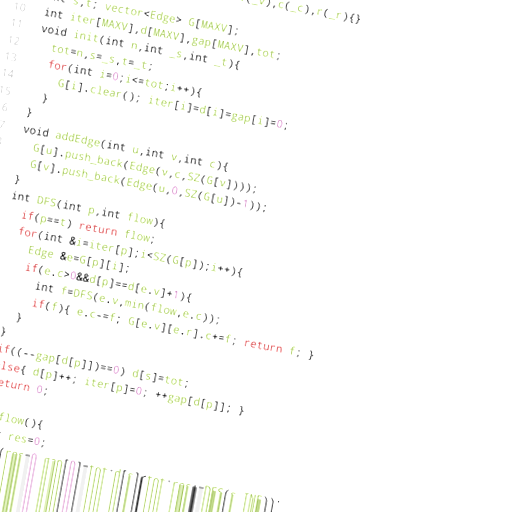 (_v),c(_c),r(_r){}
10 s,t; vector<Edge> G[MAXV];
11 int iter[MAXV],d[MAXV],gap[MAXV],tot;
12 void init(int n,int _s,int _t){
13 tot=n,s=_s,t=_t;
14 for(int i=0;i<=tot;i++){
15 G[i].clear(); iter[i]=d[i]=gap[i]=0;
}
}
void addEdge(int u,int v,int c){
G[u].push_back(Edge(v,c,SZ(G[v])));
G[v].push_back(Edge(u,0,SZ(G[u])-1));
}
int DFS(int p,int flow){
if(p==t) return flow;
for(int &i=iter[p];i<SZ(G[p]);i++){
Edge &e=G[p][i];
if(e.c>0&&d[p]==d[e.v]+1){
int f=DFS(e.v,min(flow,e.c));
if(f){ e.c-=f; G[e.v][e.r].c+=f; return f; }
}
}
if((--gap[d[p]])==0) d[s]=tot;
lse{ d[p]++; iter[p]=0; ++gap[d[p]]; }
eturn 0;
flow(){
res=0;